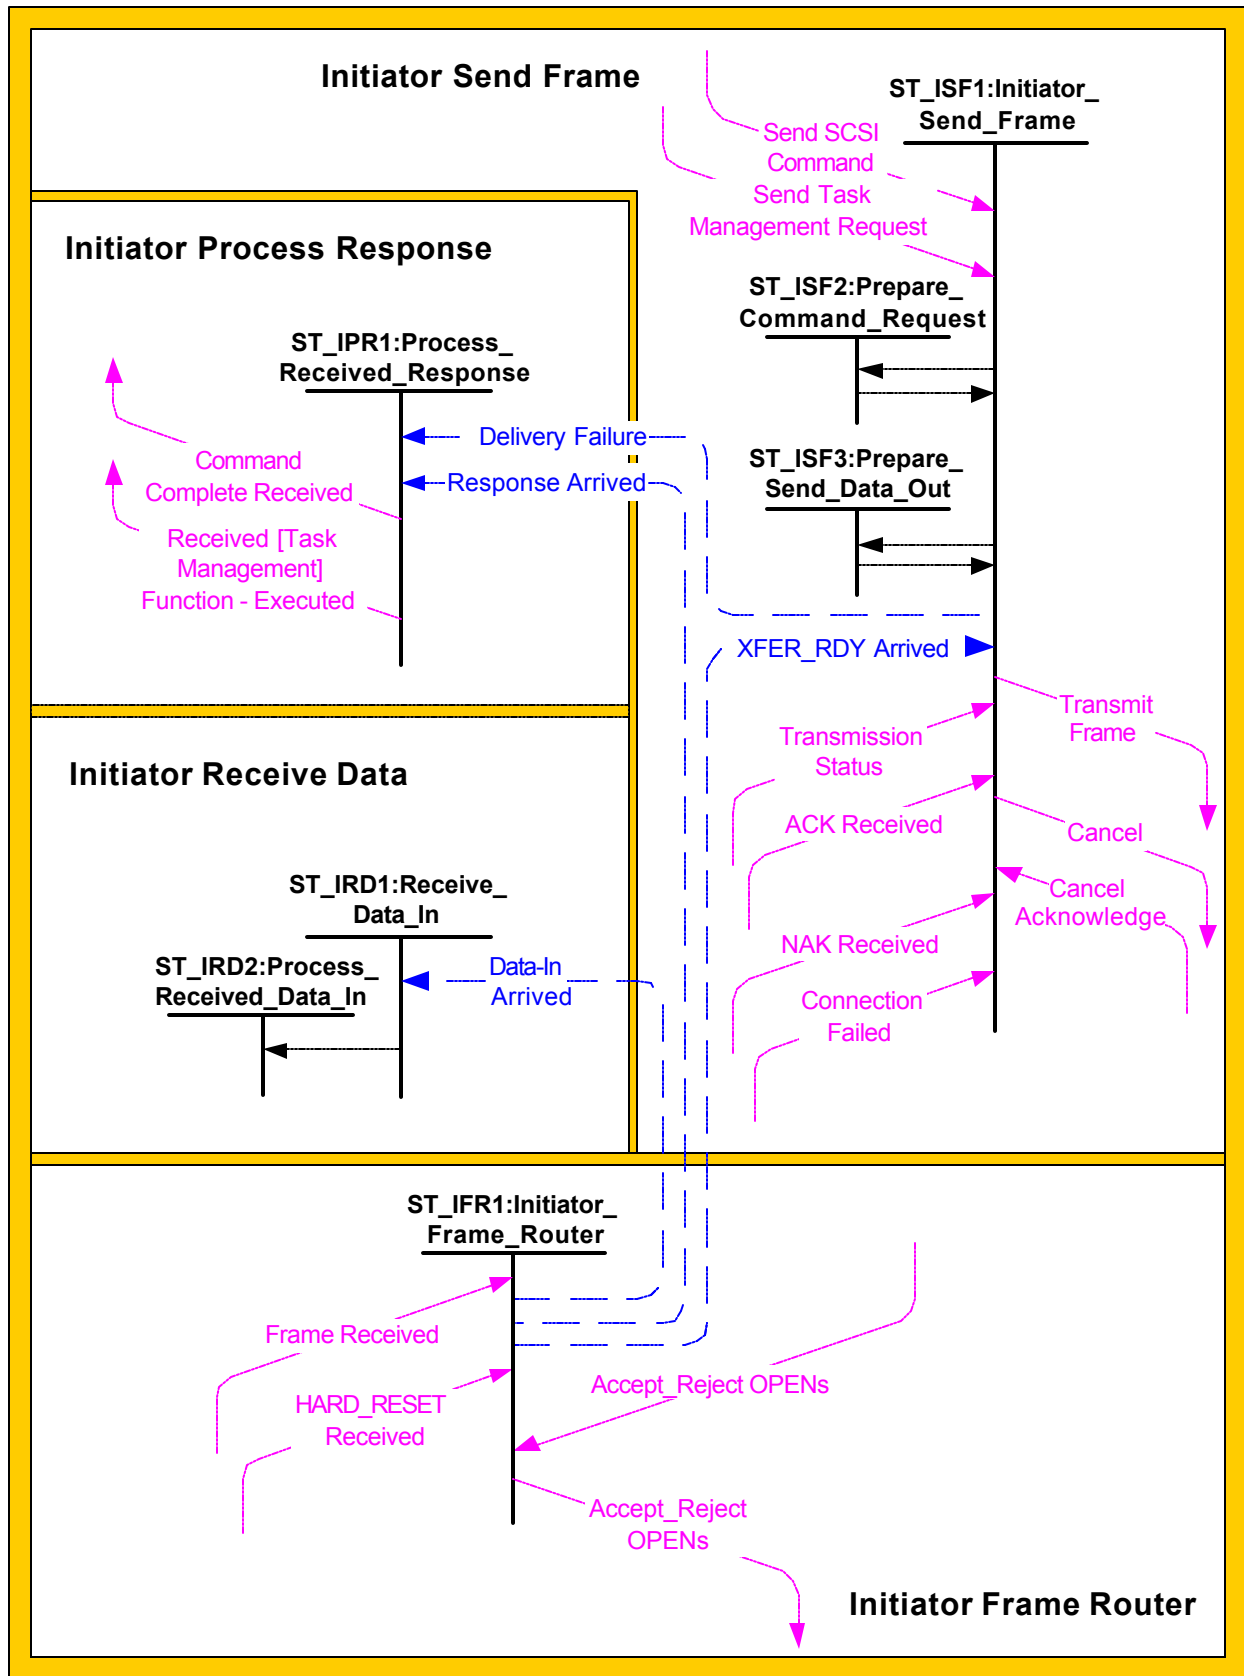 Initiator Send Frame
ST_ISF1:Initiator_
Send_Frame
Send SCSI
Command
Send Task
Management Request
Initiator Process Response
ST_ISF2:Prepare_
Command_Request
ST_IPR1:Process_
Received_Response
Delivery Failure
Response Arrived
Command
Complete Received
Received [Task
Management]
Function - Executed
ST_ISF3:Prepare_
Send_Data_Out
XFER_RDY Arrived
Transmit
Frame
Transmission
Status
ACK Received
Cancel
Cancel
Acknowledge
NAK Received
Connection
Failed
Initiator Receive Data
ST_IRD1:Receive_
Data_In
ST_IRD2:Process_
Received_Data_In
Data-In
Arrived
ST_IFR1:Initiator_
Frame_Router
Frame Received
HARD_RESET
Received
Accept_Reject OPENs
Accept_Reject
OPENs
Initiator Frame Router